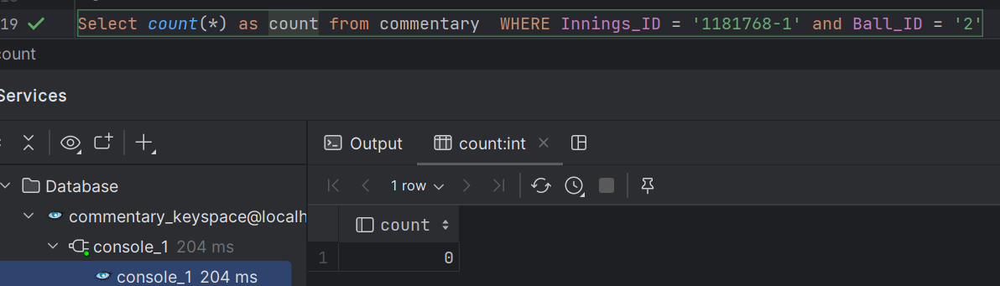 19 Select count(*) as count from commentary  WHERE Innings_ID = '1181768-1' and Ball_ID = '2'
count
Services
Output count:int
1 row
Database
commentary_keyspace@localh
console_1 204 ms
console_1 204 ms
count
1 0